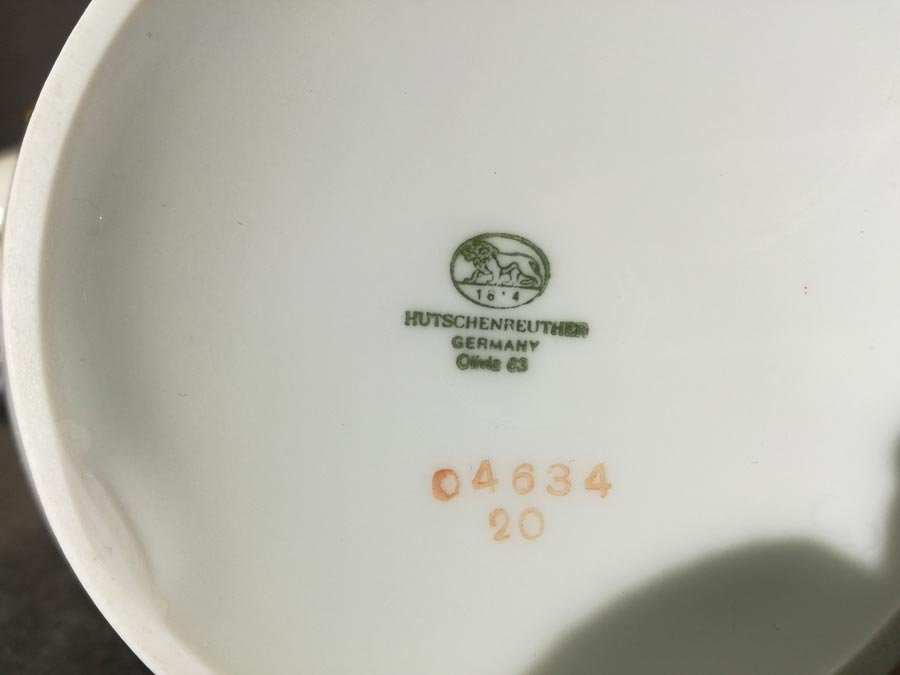 1814
HUTSCHENREUTHER
GERMANY
Olivia 63
04634
20